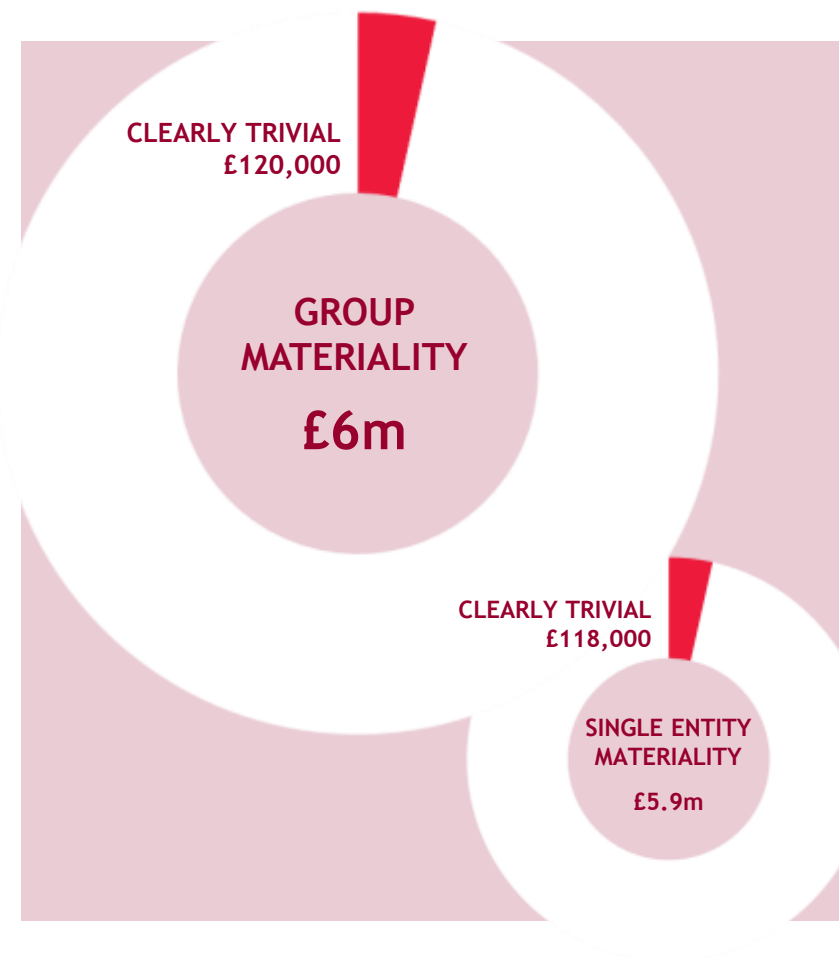 CLEARLY TRIVIAL
£120,000
GROUP
MATERIALITY
£6m
CLEARLY TRIVIAL
£118,000
SINGLE ENTITY
MATERIALITY
£5.9m